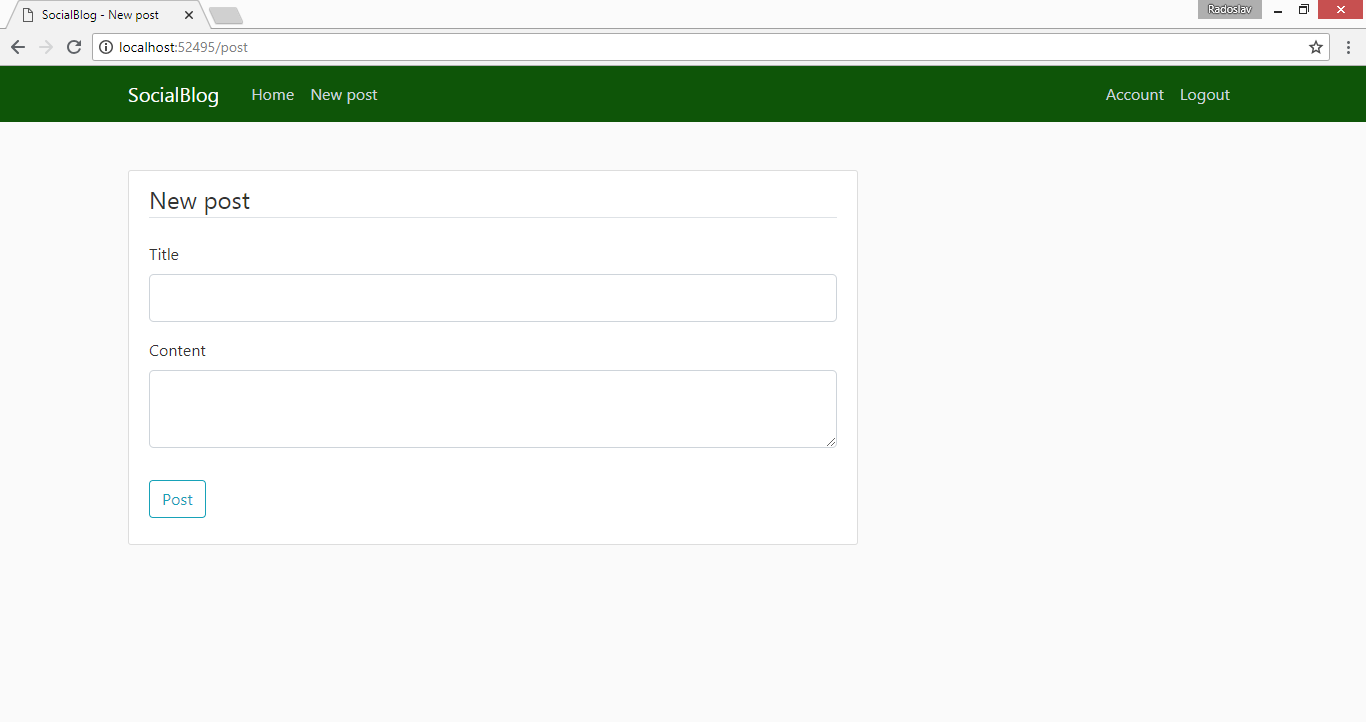 SocialBlog - New post
Radoslav
localhost:52495/post
SocialBlog Home New post Account Logout
New post
Title
Content
Post